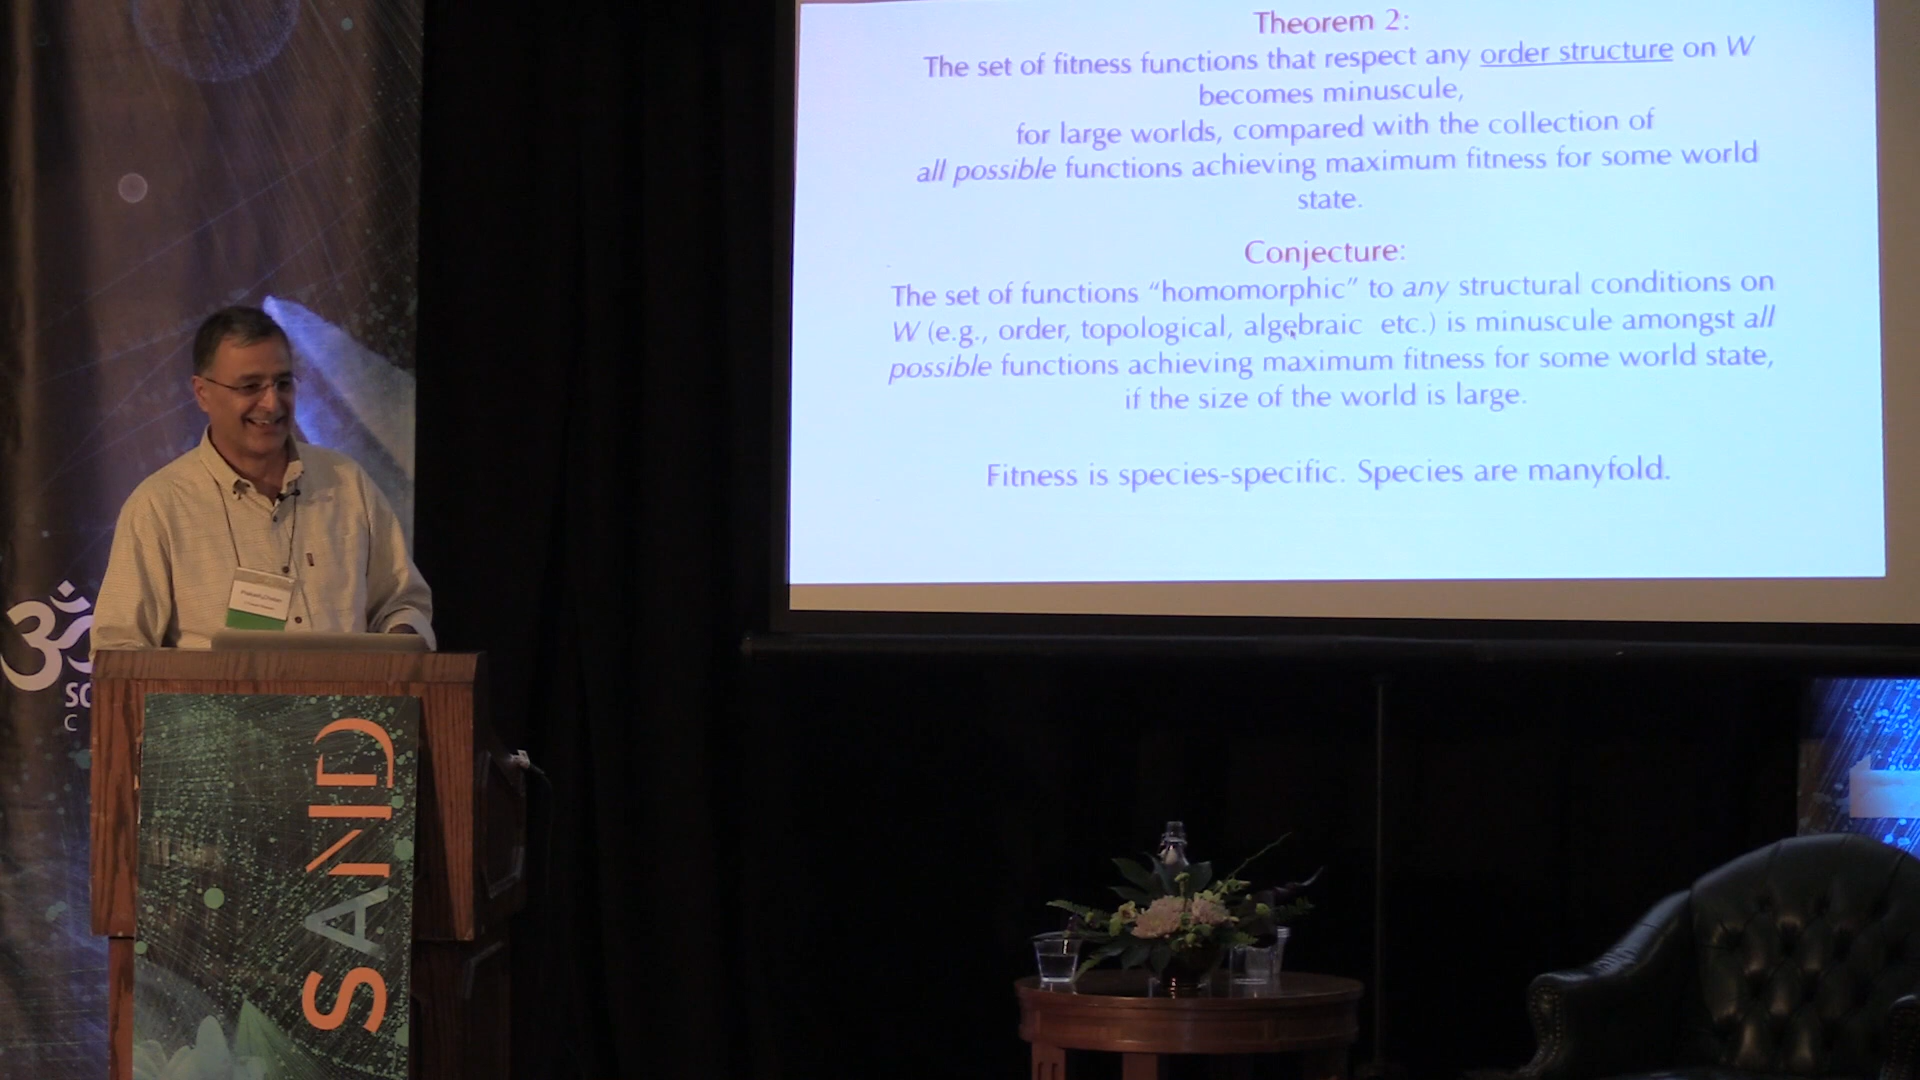 Theorem 2:
The set of fitness functions that respect any order structure on W
becomes minuscule,
for large worlds, compared with the collection of
all possible functions achieving maximum fitness for some world
state.
Conjecture:
The set of functions “homomorphic” to any structural conditions on
W (e.g., order, topological, algebraic etc.) is minuscule amongst all
possible functions achieving maximum fitness for some world state,
if the size of the world is large.
Fitness is species-specific. Species are manyfold.
ॐ
SC
C
SAND